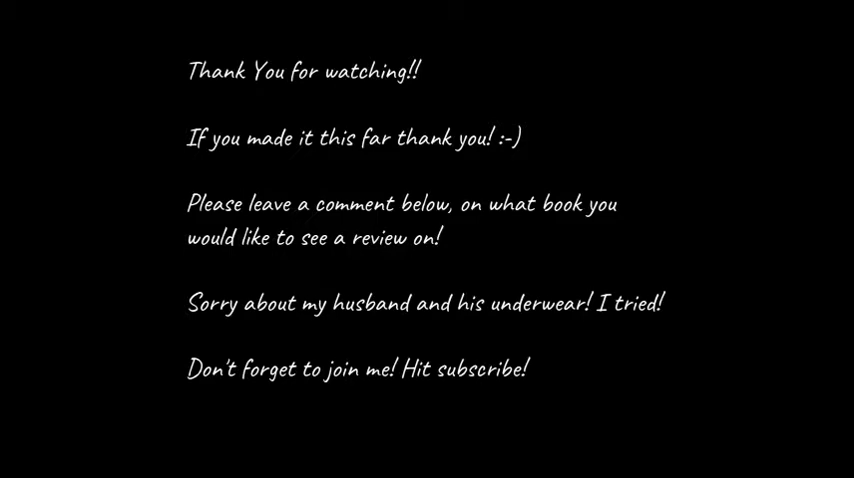 Thank You for watching!!
If you made it this far thank you! :-)
Please leave a comment below, on what book you
would like to see a review on!
Sorry about my husband and his underwear! I tried!
Don't forget to join me! Hit subscribe!